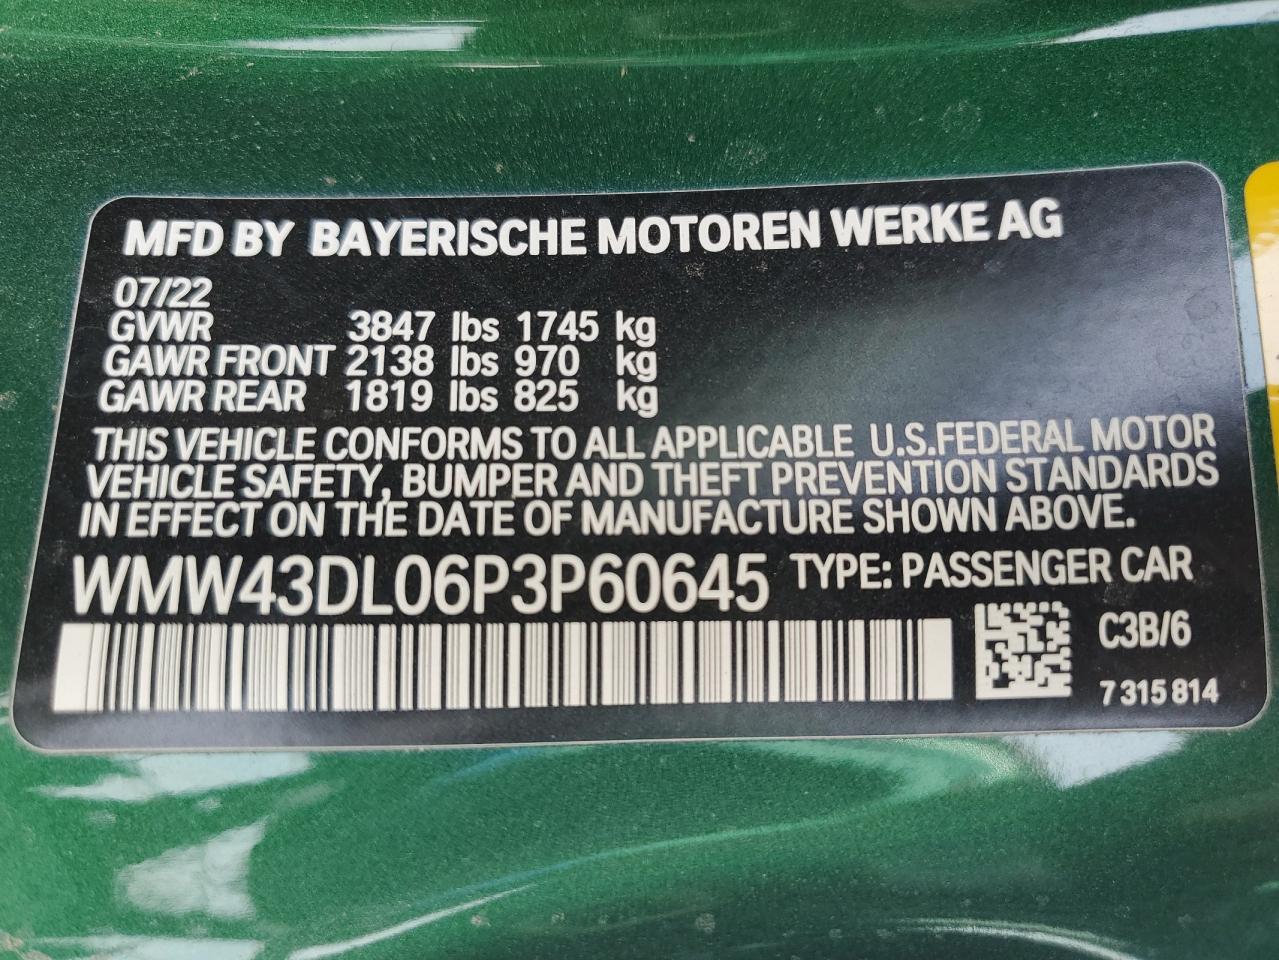 MFD BY BAYERISCHE MOTOREN WERKE AG
07/22
GVWR 3847 lbs 1745 kg
GAWR FRONT 2138 lbs 970 kg
GAWR REAR 1819 lbs 825 kg
THIS VEHICLE CONFORMS TO ALL APPLICABLE U.S.FEDERAL MOTOR
VEHICLE SAFETY, BUMPER AND THEFT PREVENTION STANDARDS
IN EFFECT ON THE DATE OF MANUFACTURE SHOWN ABOVE.
WMW43DL06P3P60645 TYPE: PASSENGER CAR
C3B/6
7 315 814